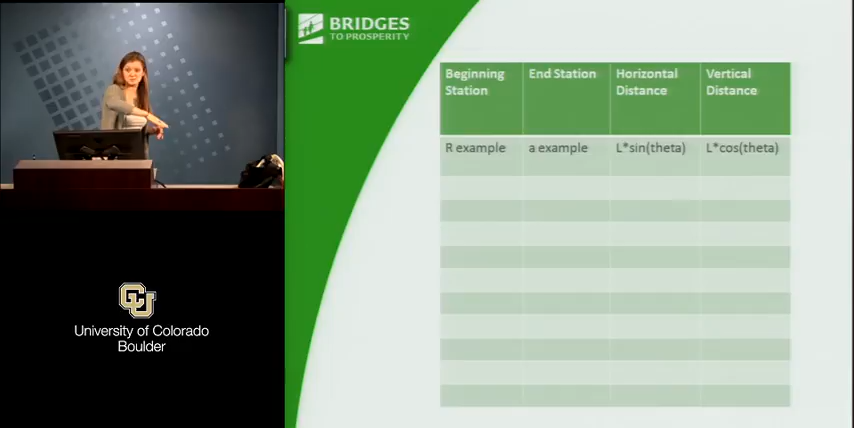 BRIDGES
TO PROSPERITY
Beginning Station
End Station
Horizontal Distance
Vertical Distance
R example
a example
L*sin(theta)
L*cos(theta)
CU
University of Colorado
Boulder